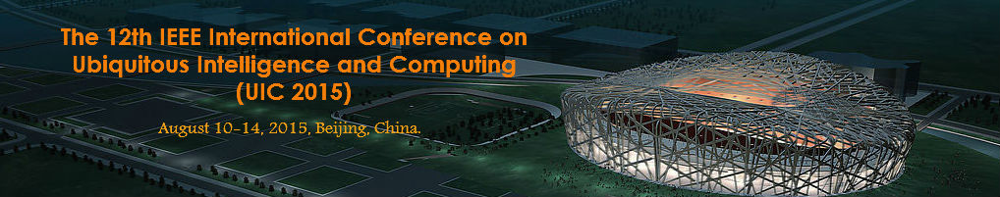 The 12th IEEE International Conference on
Ubiquitous Intelligence and Computing
(UIC 2015)
August 10-14, 2015, Beijing, China.